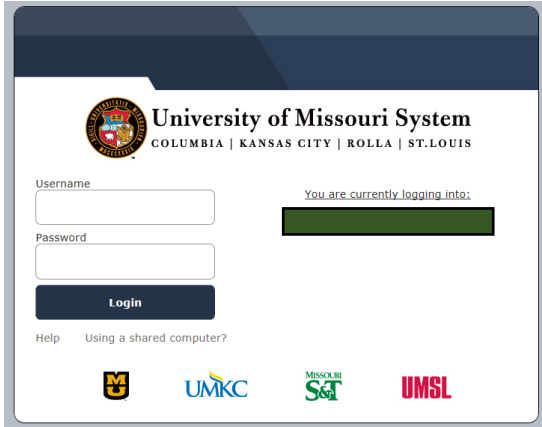 University of Missouri System
COLUMBIA | KANSAS CITY | ROLLA | ST.LOUIS
Username
You are currently logging into:
Password
Login
Help Using a shared computer?
MU UMKC MISSOURI S&T UMSL